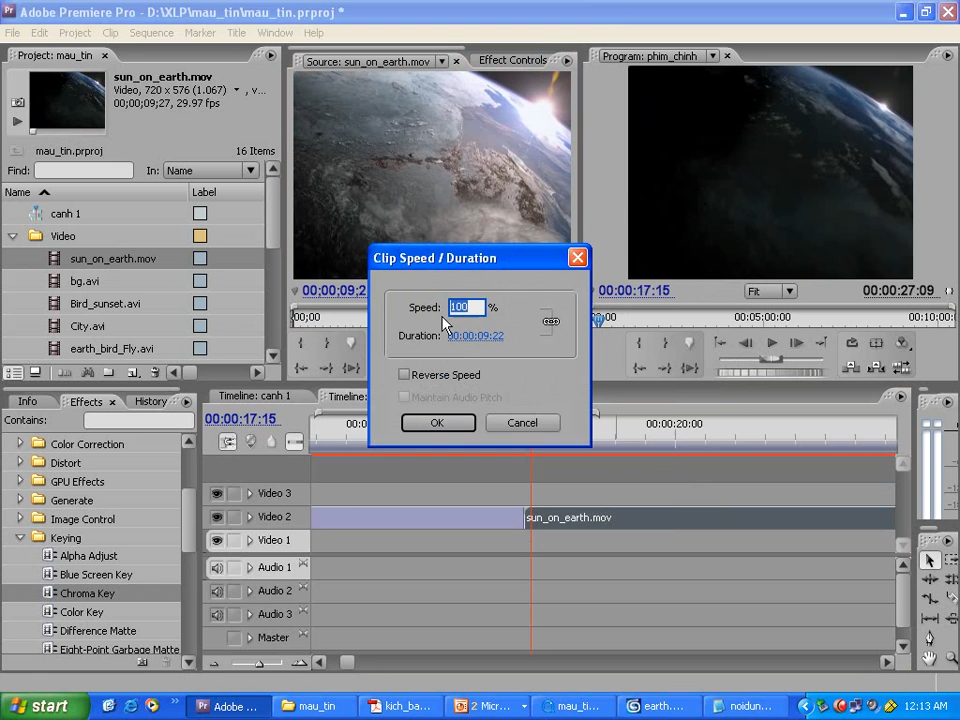 Adobe Premiere Pro - D:\XLP\mau_tin\mau_tin.prproj *
File Edit Project Clip Sequence Marker Title Window Help
Project: mau_tin
sun_on_earth.mov
Video, 720 x 576 (1.067) , v...
00;00;09;27, 29.97 fps
mau_tin.prproj 16 Items
Find: In: Name
Name Label
canh 1
Video
sun_on_earth.mov
bg.avi
Bird_sunset.avi
City.avi
earth_bird_Fly.avi
Source: sun_on_earth.mov Effect Controls
Program: phim_chinh
00:00:17:15 Fit 00:00:27:09
00;00 00:05:00 00:10:00
Clip Speed / Duration
Speed: 100 %
Duration: 00:00:09:22
Reverse Speed
Maintain Audio Pitch
OK Cancel
Info Effects History
Contains:
Color Correction
Distort
GPU Effects
Generate
Image Control
Keying
Alpha Adjust
Blue Screen Key
Chroma Key
Color Key
Difference Matte
Eight-Point Garbage Matte
Timeline: canh 1 Timeline:
00:00:17:15 00:00:20:00
Video 3
Video 2 sun_on_earth.mov
Video 1
Audio 1
Audio 2
Audio 3
Master
start Adobe ... mau_tin kich_ba... 2 Micr... mau_ti... earth.... noidun... 12:13 AM